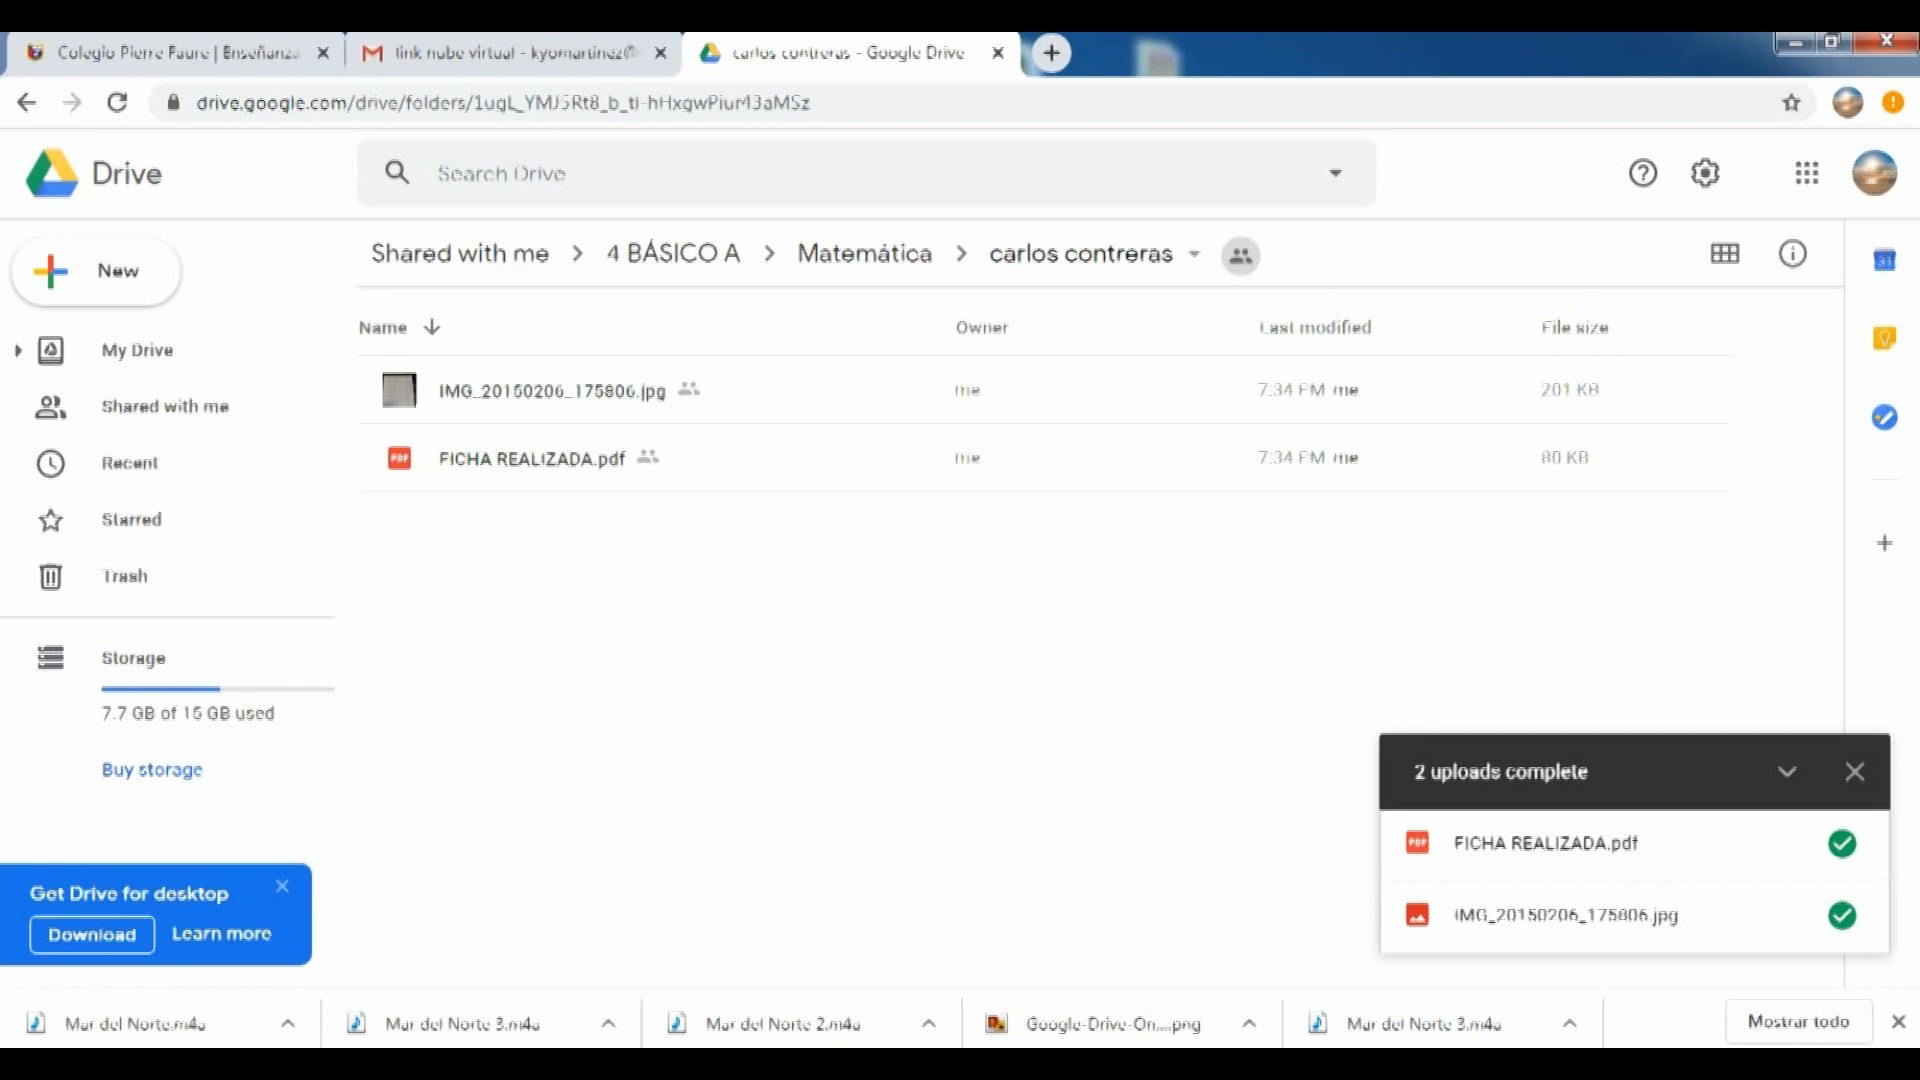 Colegio Pierre Faure | Enseñanza
link nube virtual - kyomartinez@
carlos contreras - Google Drive
drive.google.com/drive/folders/
Drive
Search Drive
Shared with me > 4 BÁSICO A > Matemática > carlos contreras
New
Name
Owner
Last modified
File size
My Drive
IMG_20150206_175806.jpg
me
7:34 PM me
201 KB
Shared with me
FICHA REALIZADA.pdf
me
7:34 PM me
80 KB
Recent
Starred
Trash
Storage
7.7 GB of 15 GB used
Buy storage
2 uploads complete
FICHA REALIZADA.pdf
IMG_20150206_175806.jpg
Get Drive for desktop
Download
Learn more
Mar del Norte.m4a
Mar del Norte 3.m4a
Mar del Norte 2.m4a
Google-Drive-On....png
Mar del Norte 3.m4a
Mostrar todo